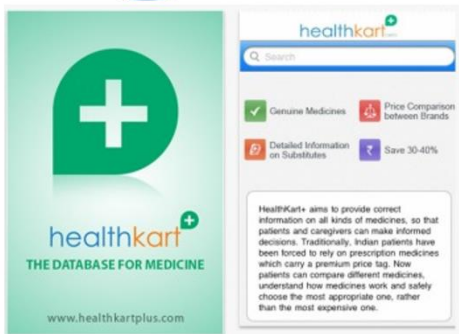 healthkart
THE DATABASE FOR MEDICINE
www.healthkartplus.com
healthkart
Search
Genuine Medicines
Price Comparison
between Brands
Detailed Information
on Substitutes
₹
Save 30-40%
HealthKart+ aims to provide correct
information on all kinds of medicines, so that
patients and caregivers can make informed
decisions. Traditionally, Indian patients have
been forced to rely on prescription medicines
which carry a premium price tag. Now
patients can compare different medicines,
understand how medicines work and safely
choose the most appropriate one, rather
than the most expensive one.